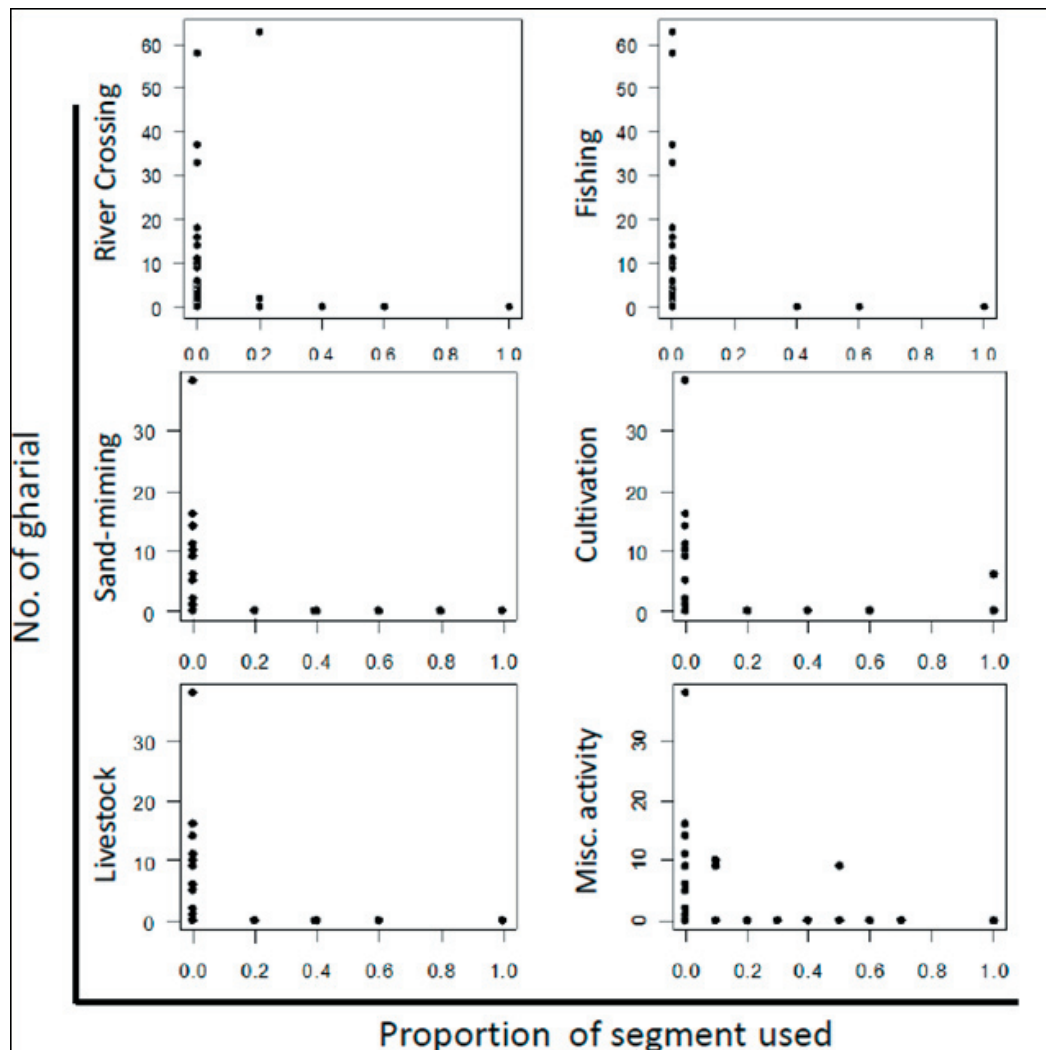 No. of gharial
River Crossing
60
50
40
30
20
10
0
0.0 0.2 0.4 0.6 0.8 1.0
Fishing
60
50
40
30
20
10
0
0.0 0.2 0.4 0.6 0.8 1.0
Sand-miming
30
20
10
0
0.0 0.2 0.4 0.6 0.8 1.0
Cultivation
30
20
10
0
0.0 0.2 0.4 0.6 0.8 1.0
Livestock
30
20
10
0
0.0 0.2 0.4 0.6 0.8 1.0
Misc. activity
30
20
10
0
0.0 0.2 0.4 0.6 0.8 1.0
Proportion of segment used